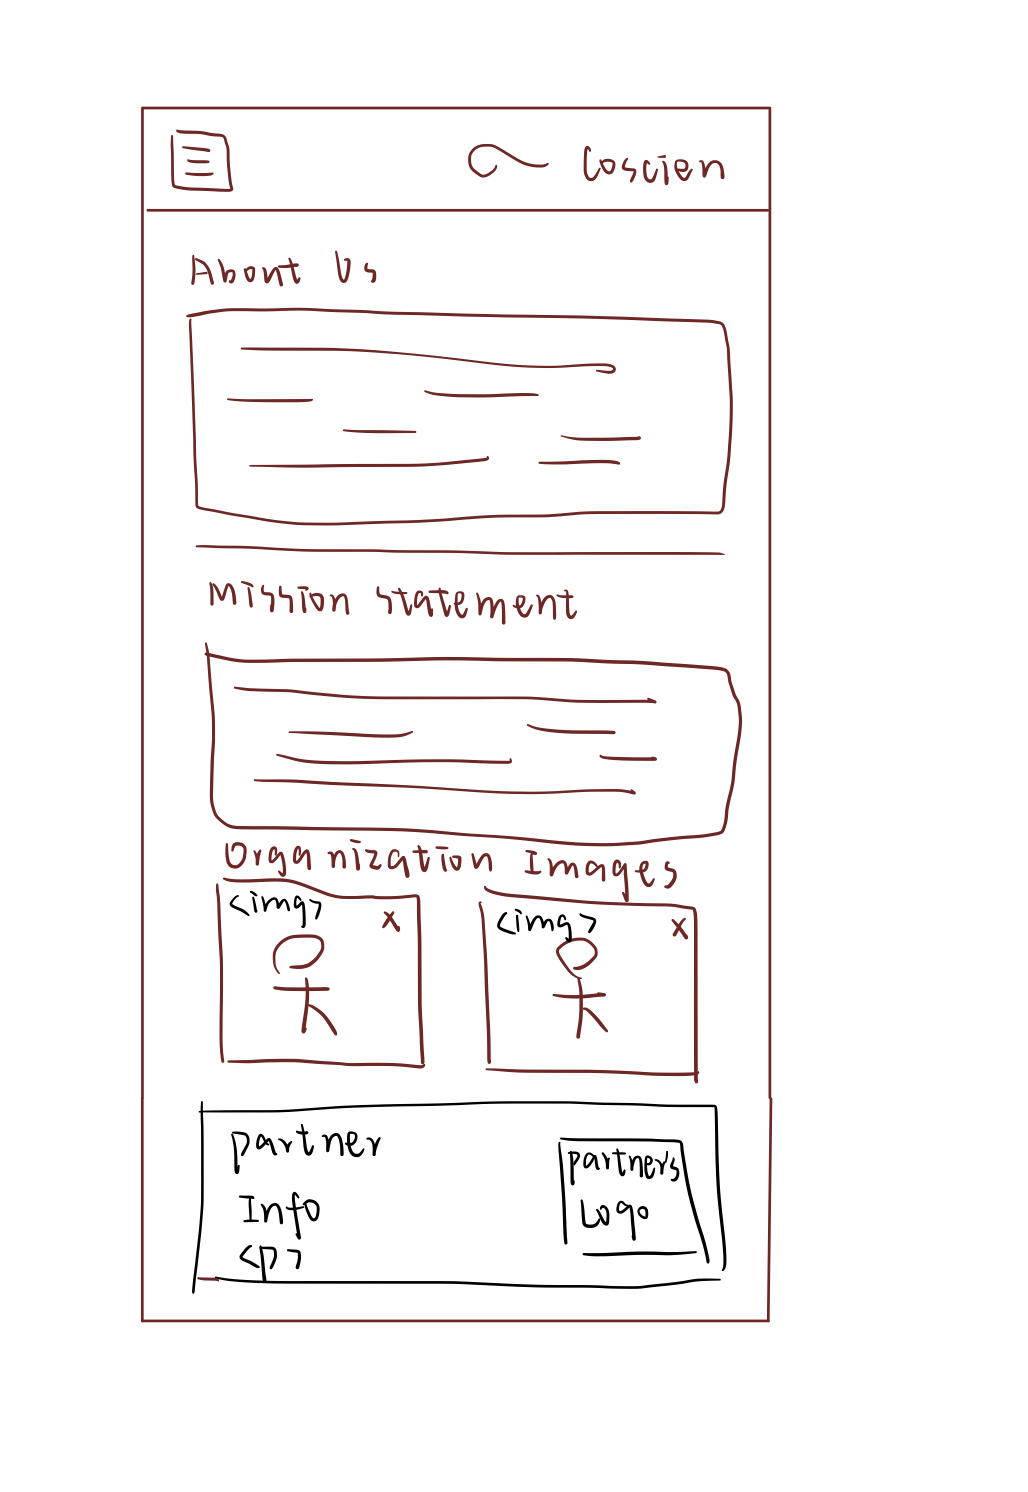 Coscien
About Us
Mission statement
Organization Images
<img> x
<img> x
partner
Info
<p>
partners
Logo